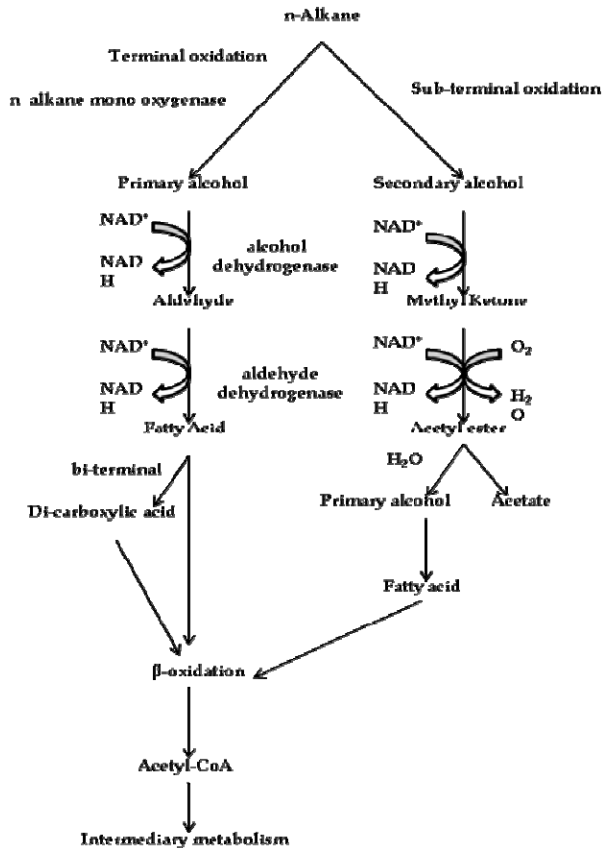 n-Alkane
Terminal oxidation
Sub-terminal oxidation
n alkane mono oxygenase
Primary alcohol
Secondary alcohol
NAD⁺
NAD
H
alcohol
dehydrogenase
NAD⁺
NAD
H
Aldehyde
Methyl Ketone
NAD⁺
NAD
H
aldehyde
dehydrogenase
NAD⁺
O₂
NAD
H
H₂
O
Fatty Acid
Acetyl ester
bi-terminal
H₂O
Di-carboxylic acid
Primary alcohol
Acetate
Fatty acid
β-oxidation
Acetyl-CoA
Intermediary metabolism